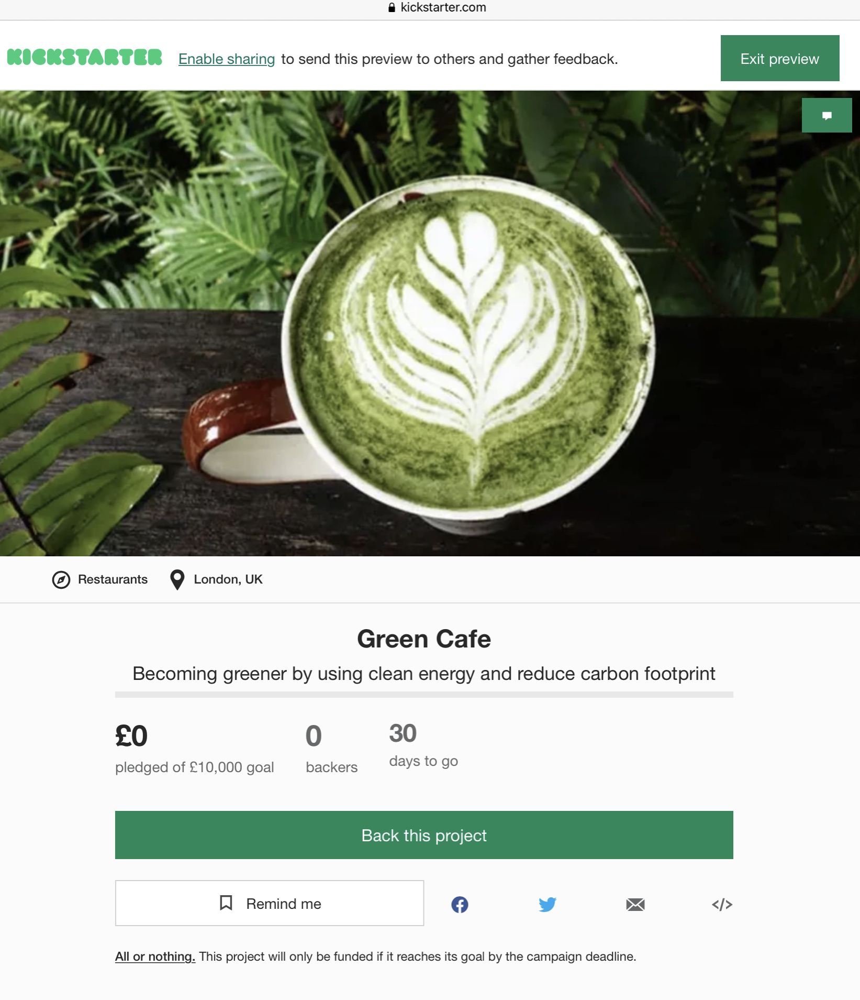 kickstarter.com
KICKSTARTER Enable sharing to send this preview to others and gather feedback. Exit preview
Restaurants London, UK
Green Cafe
Becoming greener by using clean energy and reduce carbon footprint
£0 0 30
pledged of £10,000 goal backers days to go
Back this project
Remind me </>
All or nothing. This project will only be funded if it reaches its goal by the campaign deadline.